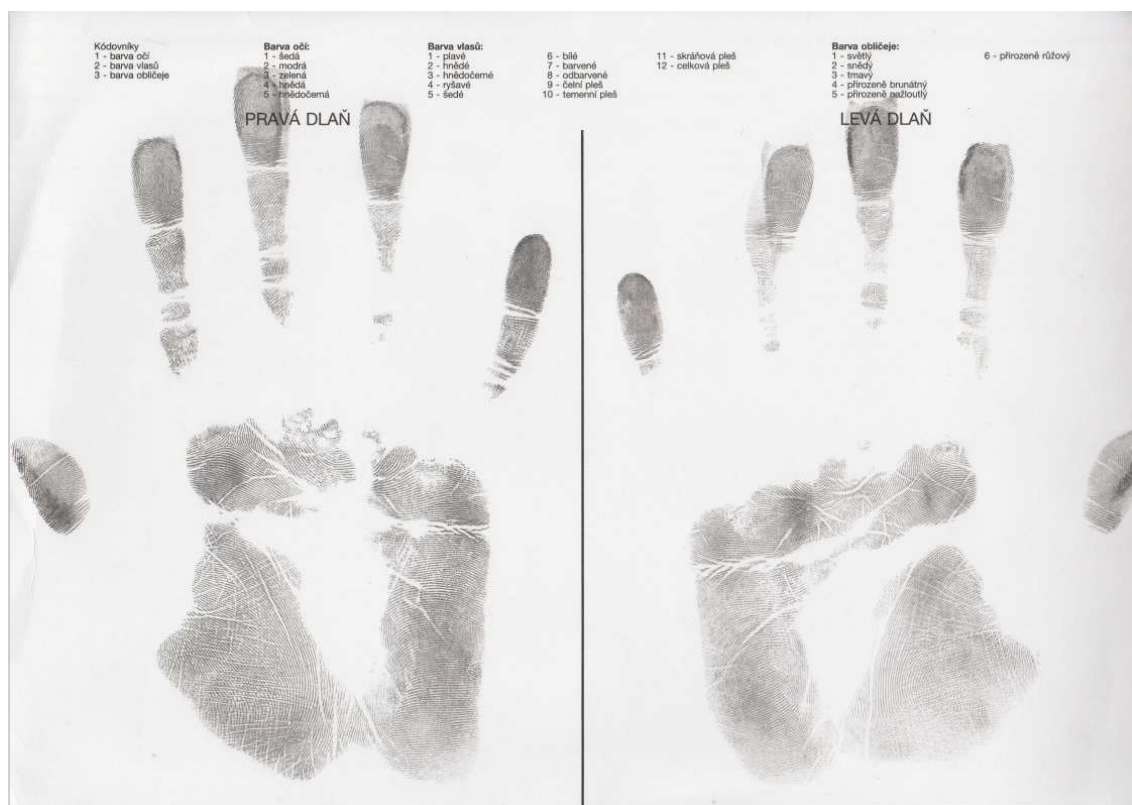 Kódovníky
1 - barva očí
2 - barva vlasů
3 - barva obličeje
Barva očí:
1 - šedá
2 - modrá
3 - zelená
4 - hnědá
5 - hnědočerná
Barva vlasů:
1 - plavé
2 - hnědé
3 - hnědočerné
4 - ryšavé
5 - šedé
6 - bílé
7 - barvené
8 - odbarvené
9 - čelní pleš
10 - temenní pleš
11 - skráňová pleš
12 - celková pleš
Barva obličeje:
1 - světlý
2 - snědý
3 - tmavý
4 - přirozeně brunátný
5 - přirozeně nažloutlý
6 - přirozeně růžový
PRAVÁ DLAŇ
LEVÁ DLAŇ